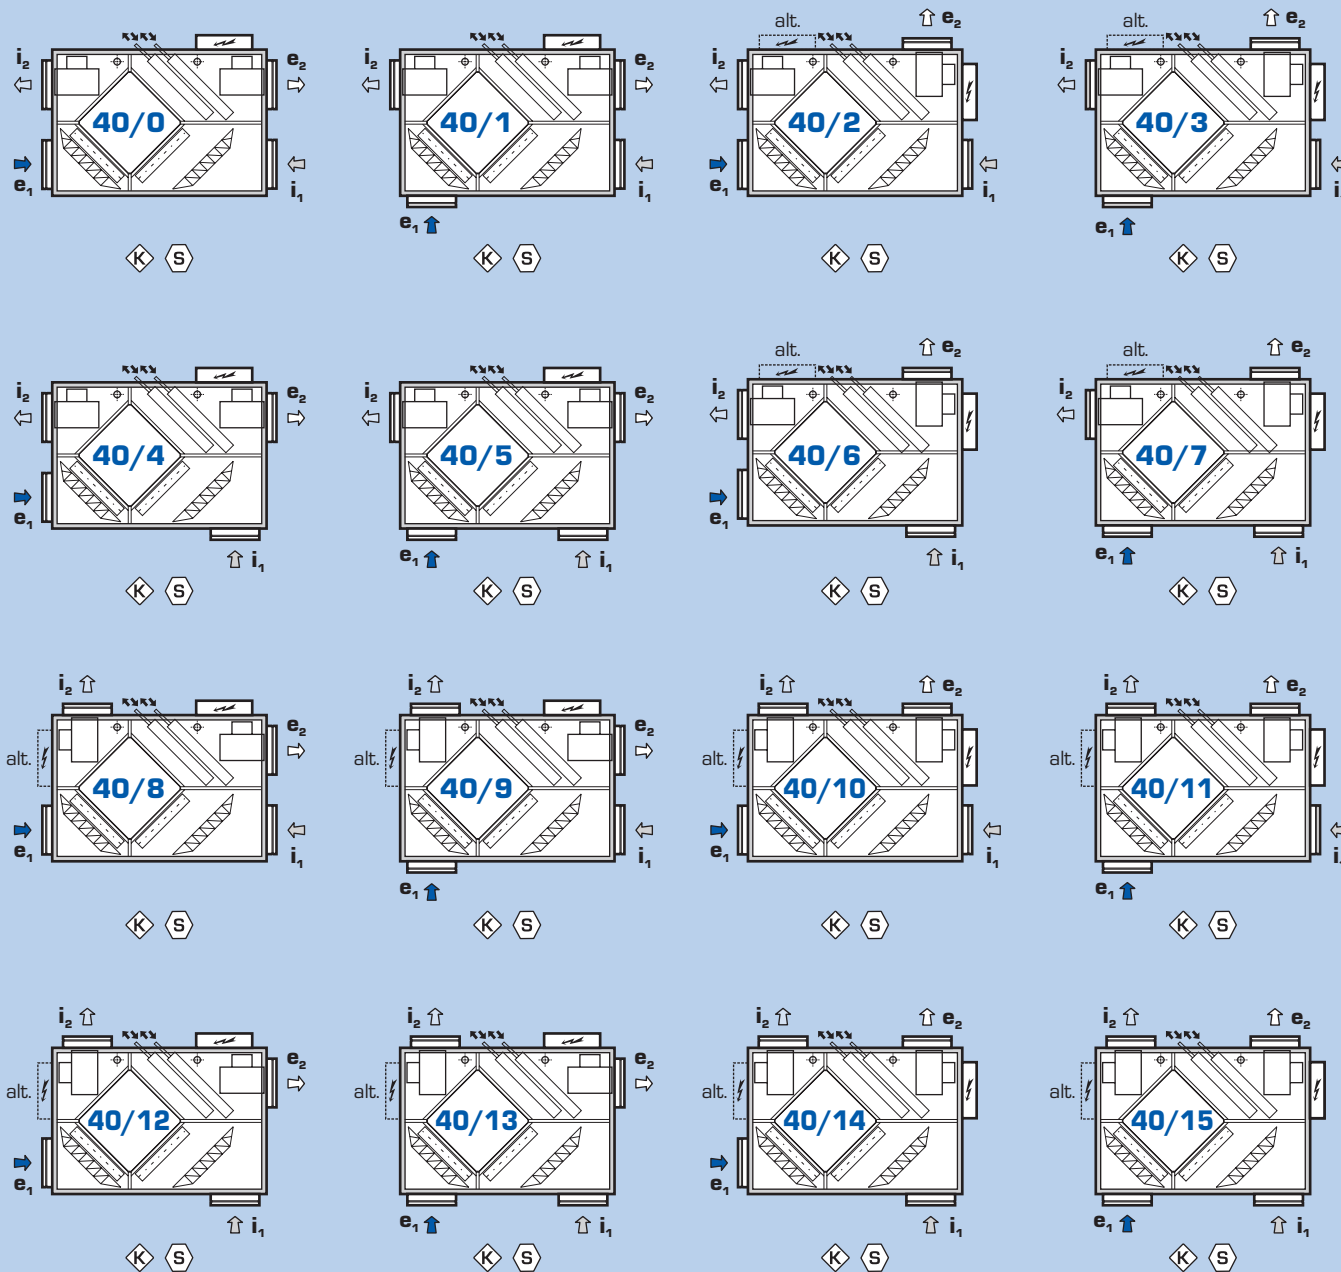 i₂ e₂ i₂ e₂ alt. e₂ i₂ alt. e₂ i₂
40/0 40/1 40/2 40/3
e₁ i₁ e₁ i₁ e₁ i₁ e₁ i
K S K S K S
i₂ e₂ i₂ e₂ alt. e₂ i₂ alt. e₂ i₂
40/4 40/5 40/6 40/7
e₁ i₁ e₁ i₁ e₁ i₁ e₁ i₁
K S K S K S K S
i₂ e₂ i₂ e₂ i₂ e₂ i₂ e₂
alt. alt. alt. alt.
40/8 40/9 40/10 40/11
e₁ i₁ e₁ i₁ e₁ i₁ e₁ i
K S K S K S K S
i₂ e₂ i₂ e₂ i₂ e₂ i₂ e₂
alt. alt. alt. alt.
40/12 40/13 40/14 40/15
e₁ i₁ e₁ i₁ e₁ i₁ e₁ i₁
K S K S K S K S